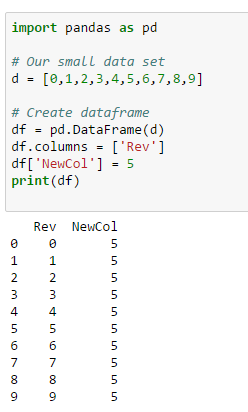 import pandas as pd
# Our small data set
d = [0,1,2,3,4,5,6,7,8,9]
# Create dataframe
df = pd.DataFrame(d)
df.columns = ['Rev']
df['NewCol'] = 5
print(df)
Rev NewCol
0 0 5
1 1 5
2 2 5
3 3 5
4 4 5
5 5 5
6 6 5
7 7 5
8 8 5
9 9 5